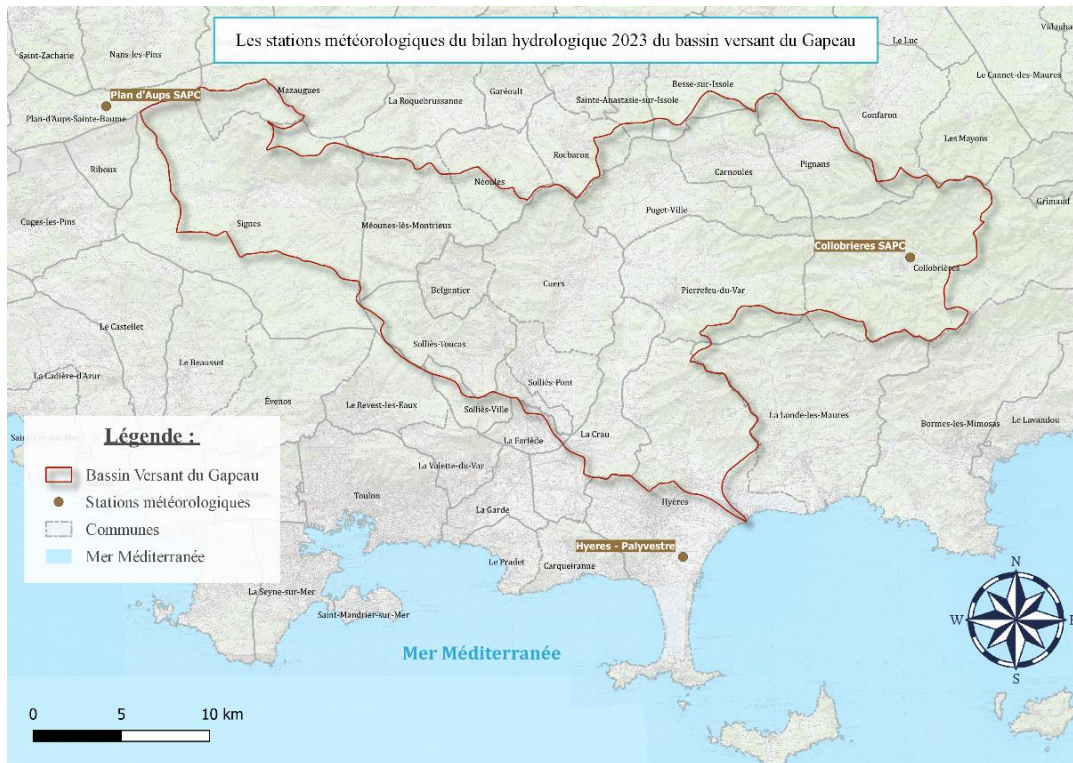 Les stations météorologiques du bilan hydrologique 2023 du bassin versant du Gapeau
Vidauban
Le Luc
Saint-Zacharie
Nans-les-Pins
Le Cannet-des-Maures
Besse-sur-Issole
Mazaugues
Garéoult
La Roquebrussanne
Sainte-Anastasie-sur-Issole
Plan d'Aups SAPC
Plan-d'Aups-Sainte-Baume
Gonfaron
Les Mayons
Rocbaron
Riboux
Carnoules
Pignans
Néoules
Grimaud
Puget-Ville
Cuges-les-Pins
Signes
Méounes-lès-Montrieux
Collobrieres SAPC
Collobrières
Cuers
Belgentier
Pierrefeu-du-Var
Le Castellet
Solliès-Toucas
Le Beausset
La Cadière-d'Azur
Solliès-Pont
Évenos
Le Revest-les-Eaux
Solliès-Ville
La Londe-les-Maures
Le Lavandou
Bormes-les-Mimosas
La Crau
La Farlède
La Valette-du-Var
Toulon
Hyères
La Garde
Hyeres - Palyvestre
Le Pradet
Carqueiranne
La Seyne-sur-Mer
Saint-Mandrier-sur-Mer
Mer Méditerranée
Légende :
Bassin Versant du Gapeau
Stations météorologiques
Communes
Mer Méditerranée
N
W
E
S
0 5 10 km